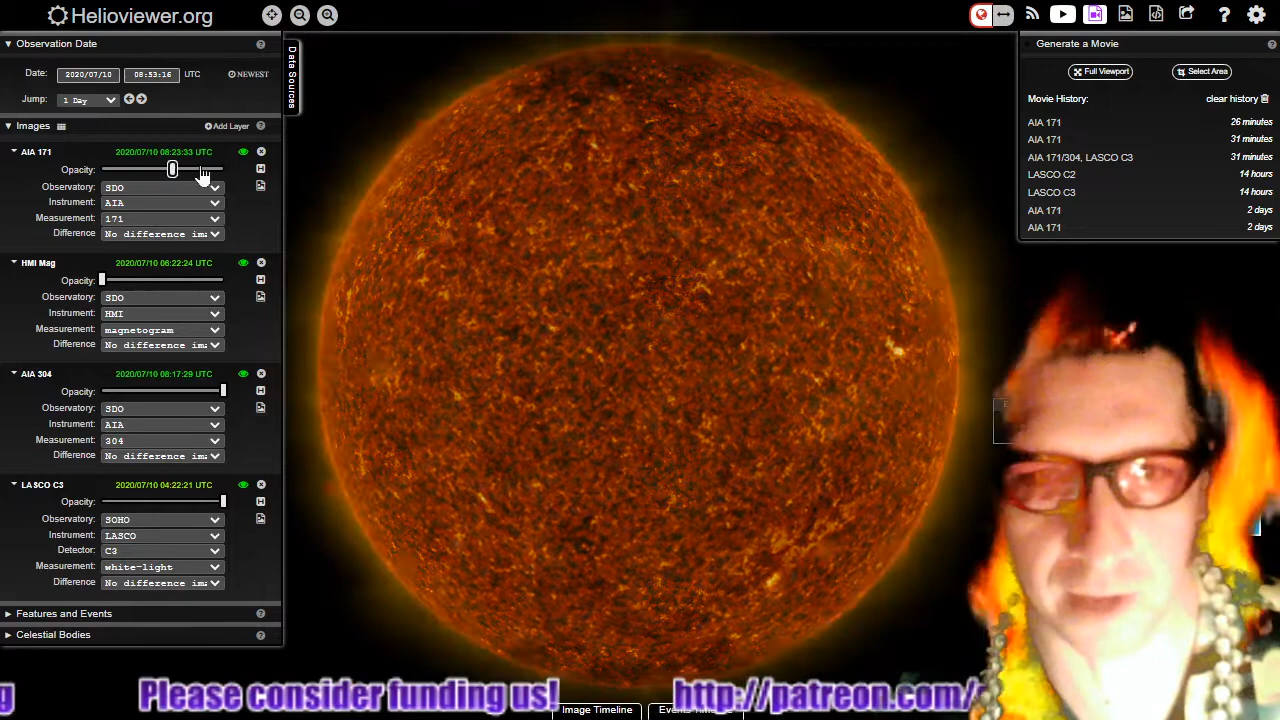 Helioviewer.org
Observation Date
Date: 2020/07/10 08:53:16 UTC NEWEST
Jump: 1 Day
Images
Add Layer
AIA 171 2020/07/10 08:23:33 UTC
Opacity:
Observatory: SDO
Instrument: AIA
Measurement: 171
Difference No difference ima
HMI Mag 2020/07/10 06:22:24 UTC
Opacity:
Observatory: SDO
Instrument: HMI
Measurement: magnetogram
Difference No difference ima
AIA 304 2020/07/10 08:17:29 UTC
Opacity:
Observatory: SDO
Instrument: AIA
Measurement: 304
Difference No difference ima
LASCO C3 2020/07/10 04:22:21 UTC
Opacity:
Observatory: SOHO
Instrument: LASCO
Detector: C3
Measurement: white-light
Difference No difference ima
Features and Events
Celestial Bodies
Data Sources
Generate a Movie
Full Viewport
Select Area
Movie History: clear history
AIA 171 26 minutes
AIA 171 31 minutes
AIA 171/304, LASCO C3 31 minutes
LASCO C2 14 hours
LASCO C3 14 hours
AIA 171 2 days
AIA 171 2 days
g Please consider funding us! http://patreon.com/
Image Timeline